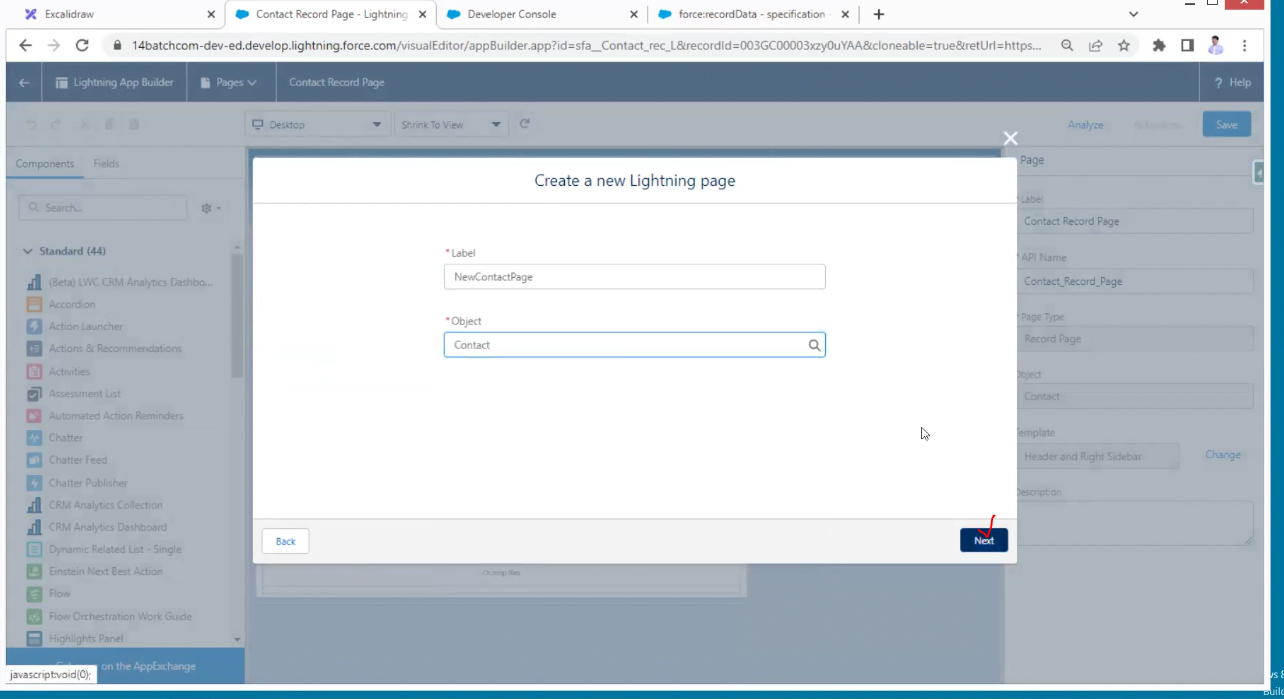 Excalidraw
Contact Record Page - Lightning
Developer Console
force:recordData - specification
14batchcom-dev-ed.develop.lightning.force.com/visualEditor/appBuilder.app?id=sfa__Contact_rec_L&recordId=003GC00003xzy0uYAA&cloneable=true&retUrl=https...
Lightning App Builder
Pages
Contact Record Page
? Help
Desktop
Shrink To View
Analyze
Save
Components
Fields
Search...
Standard (44)
(Beta) LWC CRM Analytics Dashbo...
Accordion
Action Launcher
Actions & Recommendations
Activities
Assessment List
Automated Action Reminders
Chatter
Chatter Feed
Chatter Publisher
CRM Analytics Collection
CRM Analytics Dashboard
Dynamic Related List - Single
Einstein Next Best Action
Flow
Flow Orchestration Work Guide
Highlights Panel
on the AppExchange
javascript:void(0);
Create a new Lightning page
*Label
NewContactPage
*Object
Contact
Back
Next
Or drop files
Page
Label
Contact Record Page
*API Name
Contact_Record_Page
*Page Type
Record Page
Object
Contact
Template
Header and Right Sidebar
Change
Description